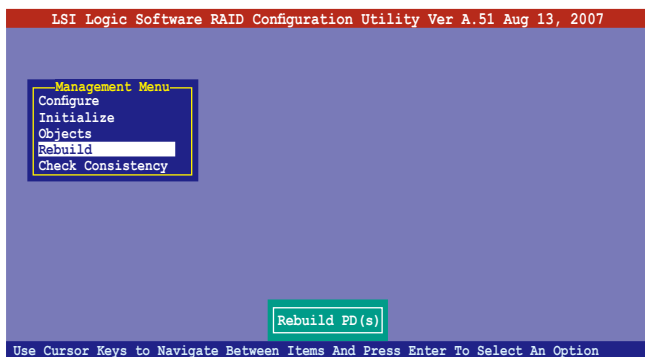 LSI Logic Software RAID Configuration Utility Ver A.51 Aug 13, 2007
Management Menu
Configure
Initialize
Objects
Rebuild
Check Consistency
Rebuild PD(s)
Use Cursor Keys to Navigate Between Items And Press Enter To Select An Option